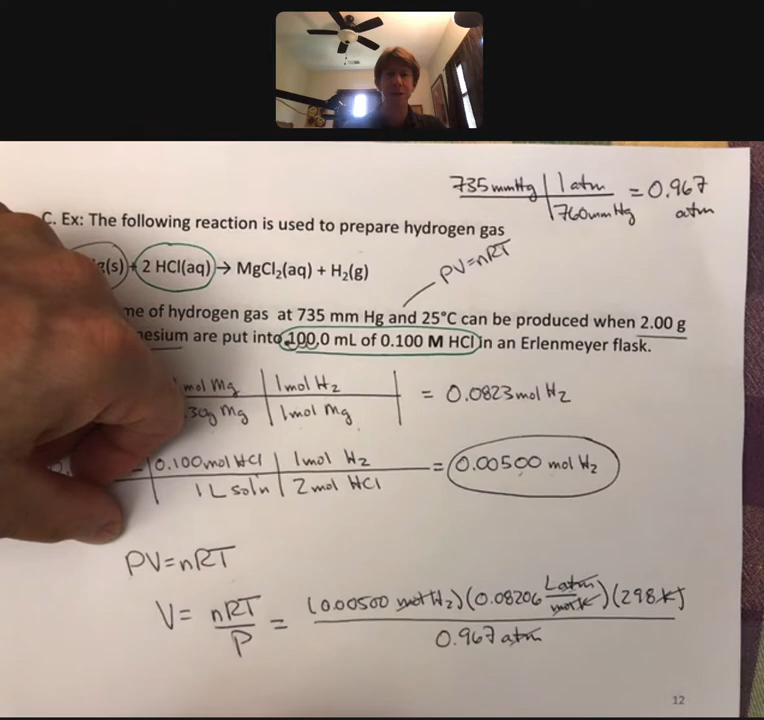 735 mmHg | 1 atm = 0.967
760 mmHg atm
C. Ex: The following reaction is used to prepare hydrogen gas
(s) + 2 HCl(aq) → MgCl₂(aq) + H₂(g)
PV=nRT
me of hydrogen gas at 735 mm Hg and 25°C can be produced when 2.00 g
nesium are put into 100.0 mL of 0.100 M HCl in an Erlenmeyer flask.
mol Mg | 1 mol H₂ | = 0.0823 mol H₂
.30g Mg | 1 mol Mg
0.100 mol HCl | 1 mol H₂ = 0.00500 mol H₂
1 L soln | 2 mol HCl
PV=nRT
V = nRT = (0.00500 mol H₂)(0.08206 L atm)(298 K)
P mol K
0.967 atm
12